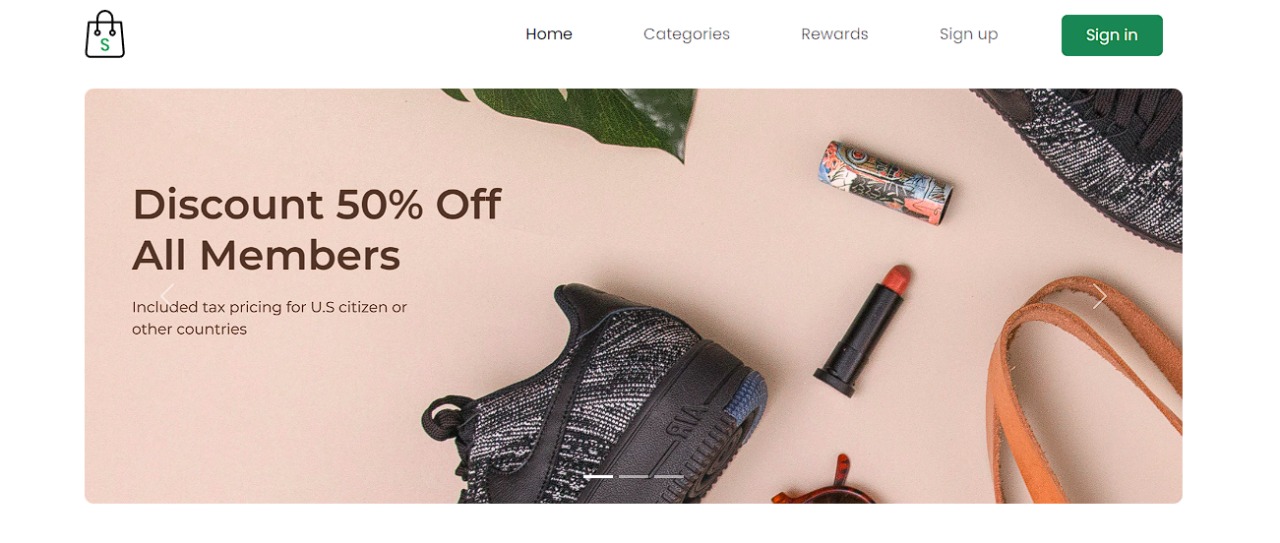 S
Home Categories Rewards Sign up Sign in
Discount 50% Off
All Members
Included tax pricing for U.S citizen or
other countries
AIR